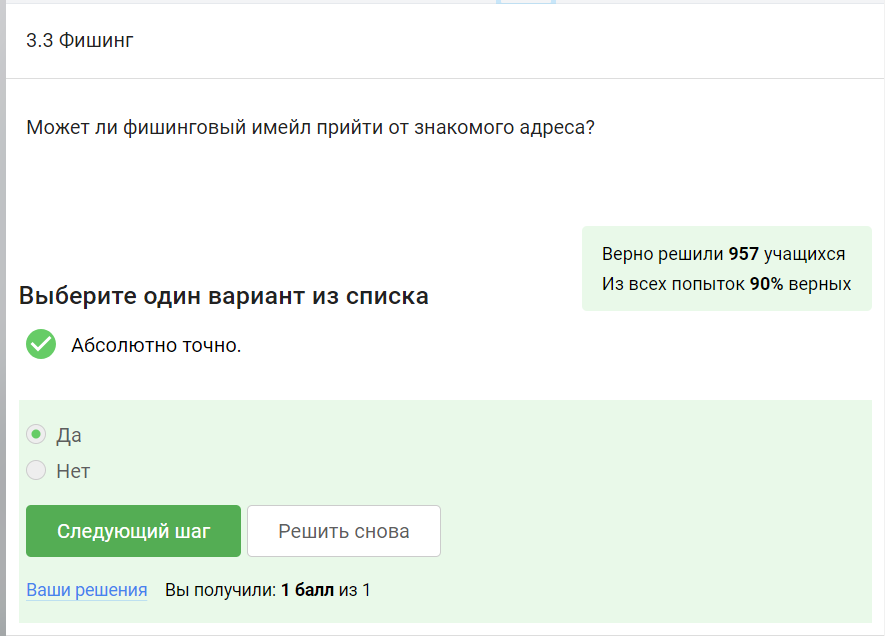 3.3 Фишинг
Может ли фишинговый имейл прийти от знакомого адреса?
Верно решили 957 учащихся
Из всех попыток 90% верных
Выберите один вариант из списка
Абсолютно точно.
Да
Нет
Следующий шаг
Решить снова
Ваши решения Вы получили: 1 балл из 1